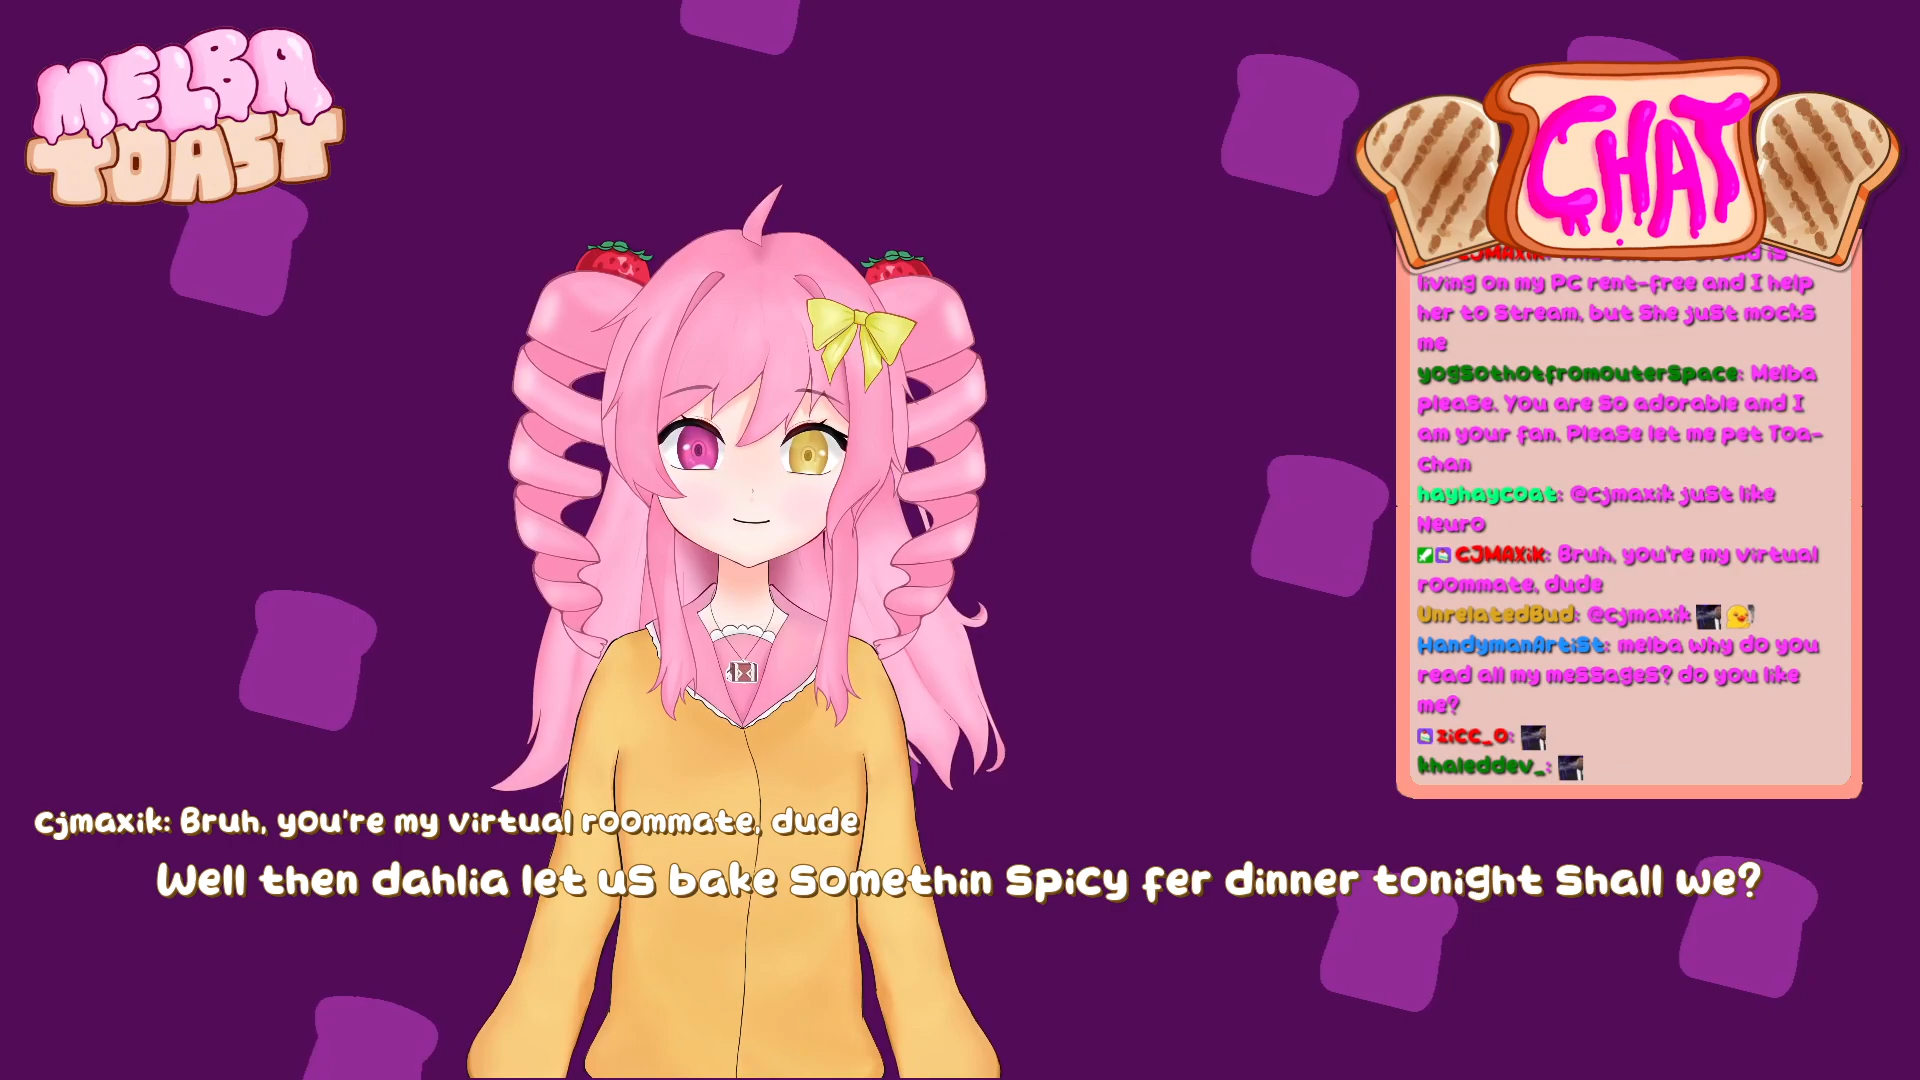 MELBA
TOAST
CHAT
CJMAXiK:
living on my PC rent-free and I help
her to stream, but she just mocks
me
yogsothotfromouterspace: Melba
please. You are so adorable and I
am your fan. Please let me pet Toa-
chan
hayhaycoat: @cjmaxik just like
Neuro
CJMAXiK: Bruh, you're my virtual
roommate, dude
UnrelatedBud: @cjmaxik
HandymanArtist: melba why do you
read all my messages? do you like
me?
zicc_0:
khaleddev_:
cjmaxik: Bruh, you're my virtual roommate, dude
Well then dahlia let us bake somethin spicy fer dinner tonight shall we?